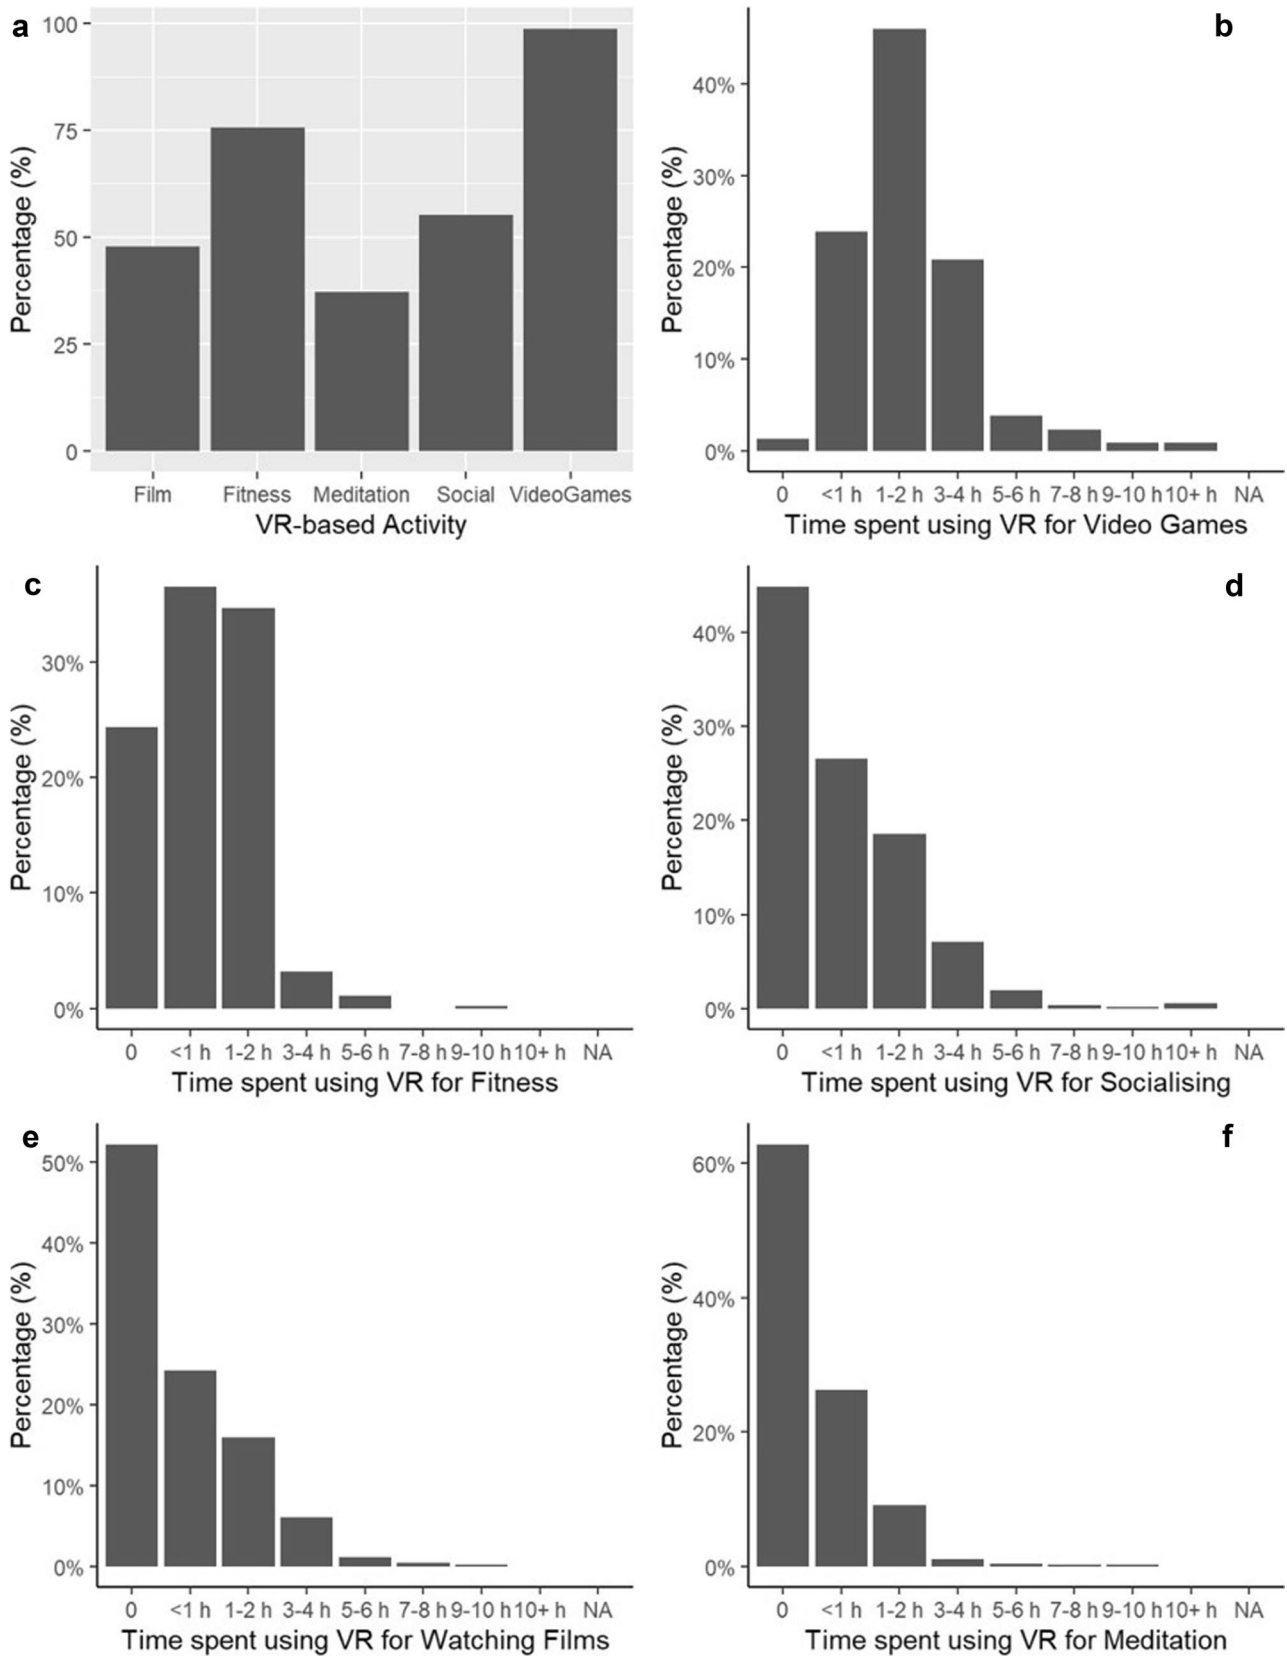 a
Percentage (%)
100
75
50
25
0
Film Fitness Meditation Social VideoGames
VR-based Activity
b
Percentage (%)
40%
30%
20%
10%
0%
0 <1 h 1-2 h 3-4 h 5-6 h 7-8 h 9-10 h 10+ h NA
Time spent using VR for Video Games
c
Percentage (%)
30%
20%
10%
0%
0 <1 h 1-2 h 3-4 h 5-6 h 7-8 h 9-10 h 10+ h NA
Time spent using VR for Fitness
d
Percentage (%)
40%
30%
20%
10%
0%
0 <1 h 1-2 h 3-4 h 5-6 h 7-8 h 9-10 h 10+ h NA
Time spent using VR for Socialising
e
Percentage (%)
50%
40%
30%
20%
10%
0%
0 <1 h 1-2 h 3-4 h 5-6 h 7-8 h 9-10 h 10+ h NA
Time spent using VR for Watching Films
f
Percentage (%)
60%
40%
20%
0%
0 <1 h 1-2 h 3-4 h 5-6 h 7-8 h 9-10 h 10+ h NA
Time spent using VR for Meditation